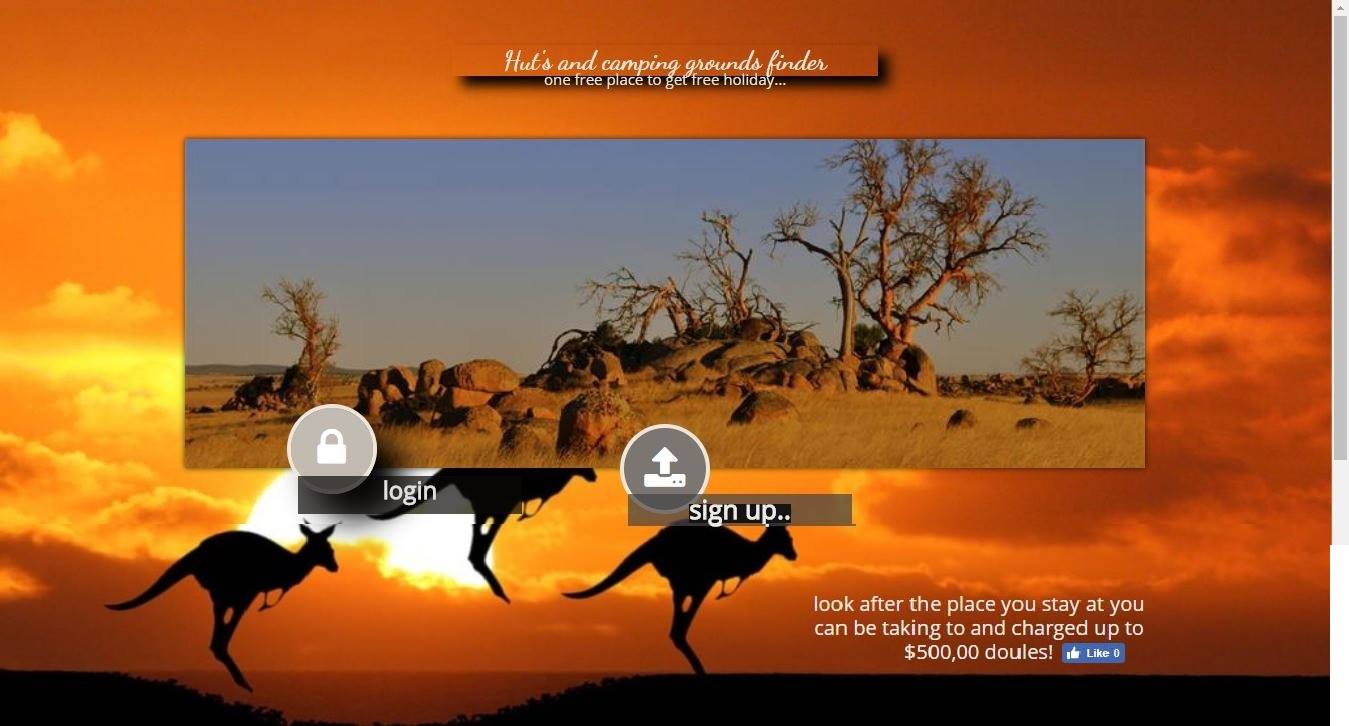 Hut's and camping grounds finder
one free place to get free holiday...
login
sign up..
look after the place you stay at you
can be taking to and charged up to
$500,00 doules! Like 0